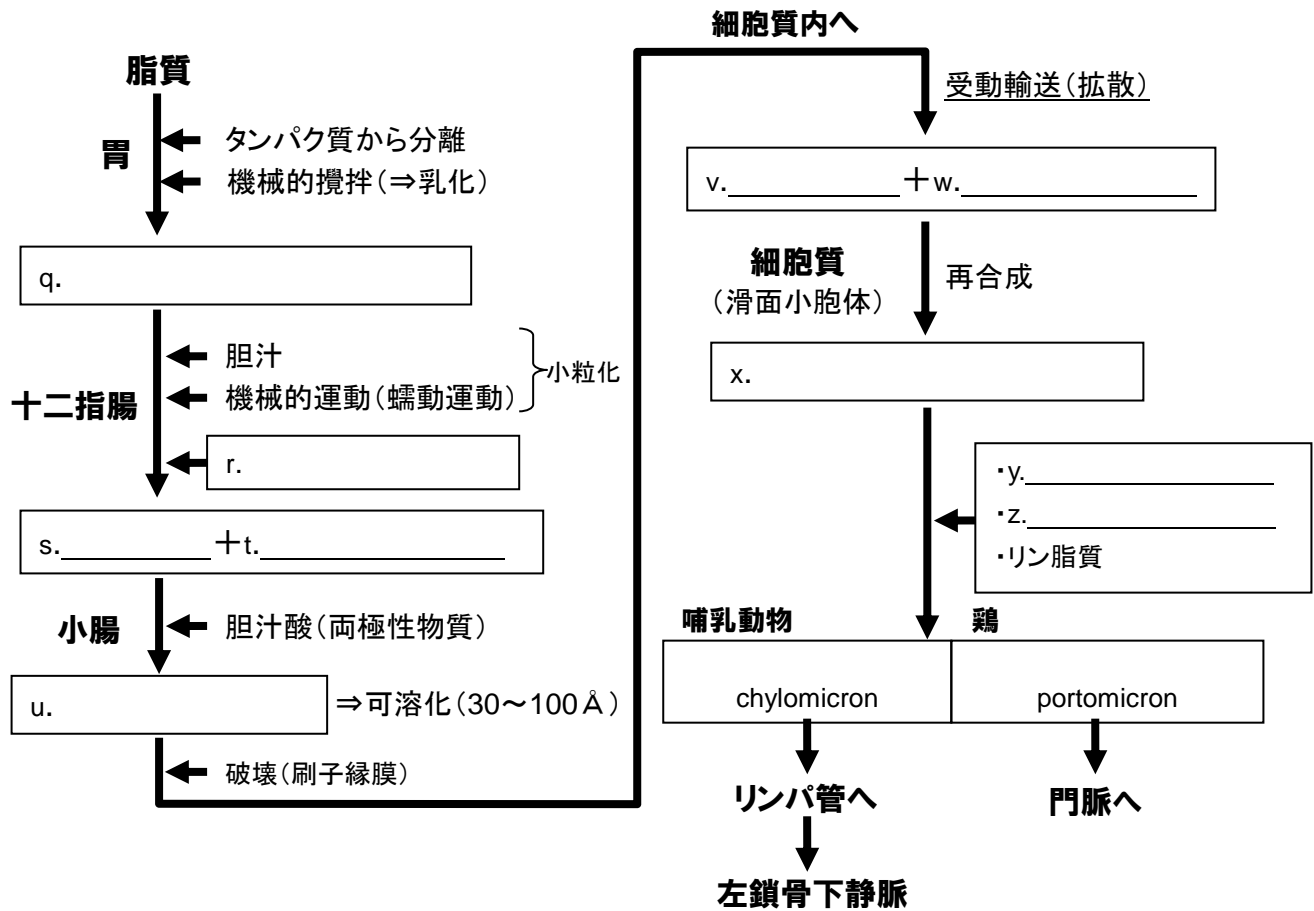 脂質
胃
タンパク質から分離
機械的攪拌(⇒乳化)
q.
十二指腸
胆汁
機械的運動(蠕動運動)
小粒化
r.
s.＋t.
小腸
胆汁酸(両極性物質)
u.
⇒可溶化(30～100Å)
破壊(刷子縁膜)
細胞質内へ
受動輸送(拡散)
v.＋w.
細胞質
(滑面小胞体)
再合成
x.
・y.
・z.
・リン脂質
哺乳動物
鶏
chylomicron
portomicron
リンパ管へ
門脈へ
左鎖骨下静脈